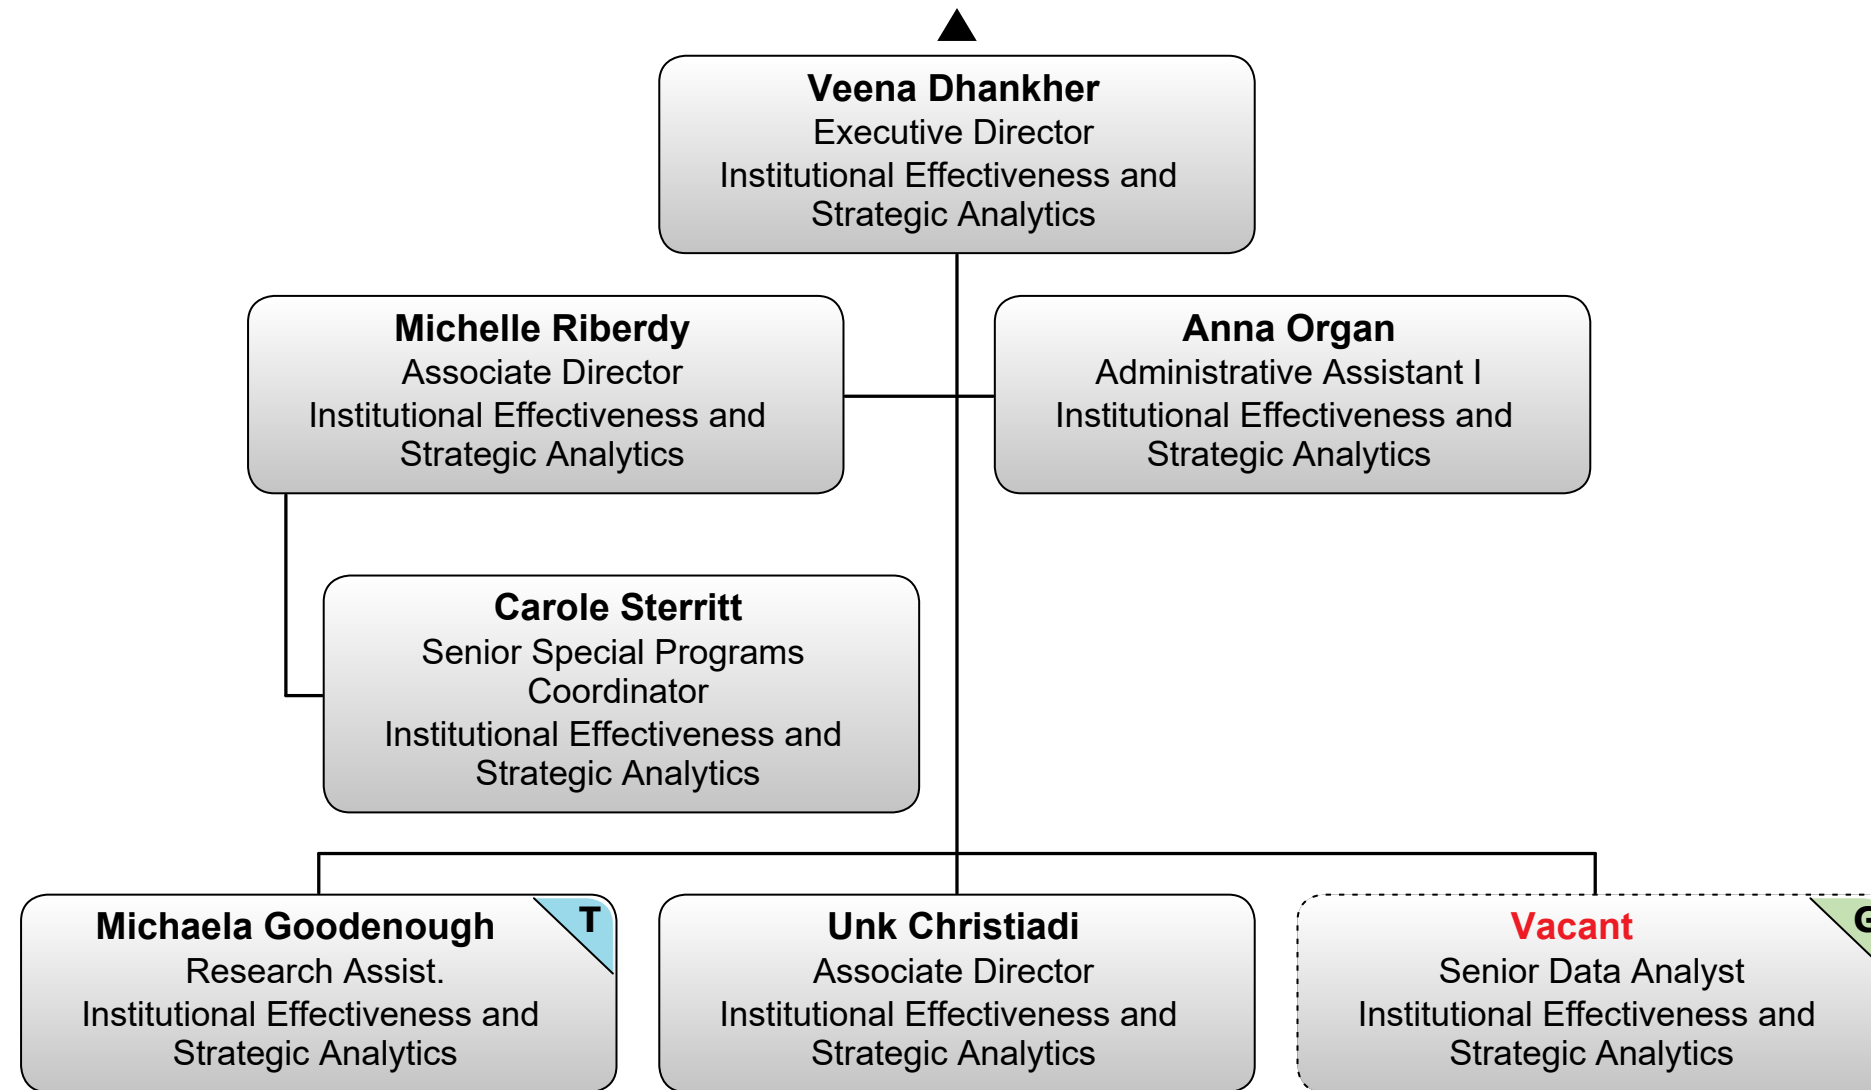 Veena Dhankher
Executive Director
Institutional Effectiveness and
Strategic Analytics
Michelle Riberdy
Associate Director
Institutional Effectiveness and
Strategic Analytics
Anna Organ
Administrative Assistant I
Institutional Effectiveness and
Strategic Analytics
Carole Sterritt
Senior Special Programs
Coordinator
Institutional Effectiveness and
Strategic Analytics
Michaela Goodenough
T
Research Assist.
Institutional Effectiveness and
Strategic Analytics
Unk Christiadi
Associate Director
Institutional Effectiveness and
Strategic Analytics
Vacant
G
Senior Data Analyst
Institutional Effectiveness and
Strategic Analytics